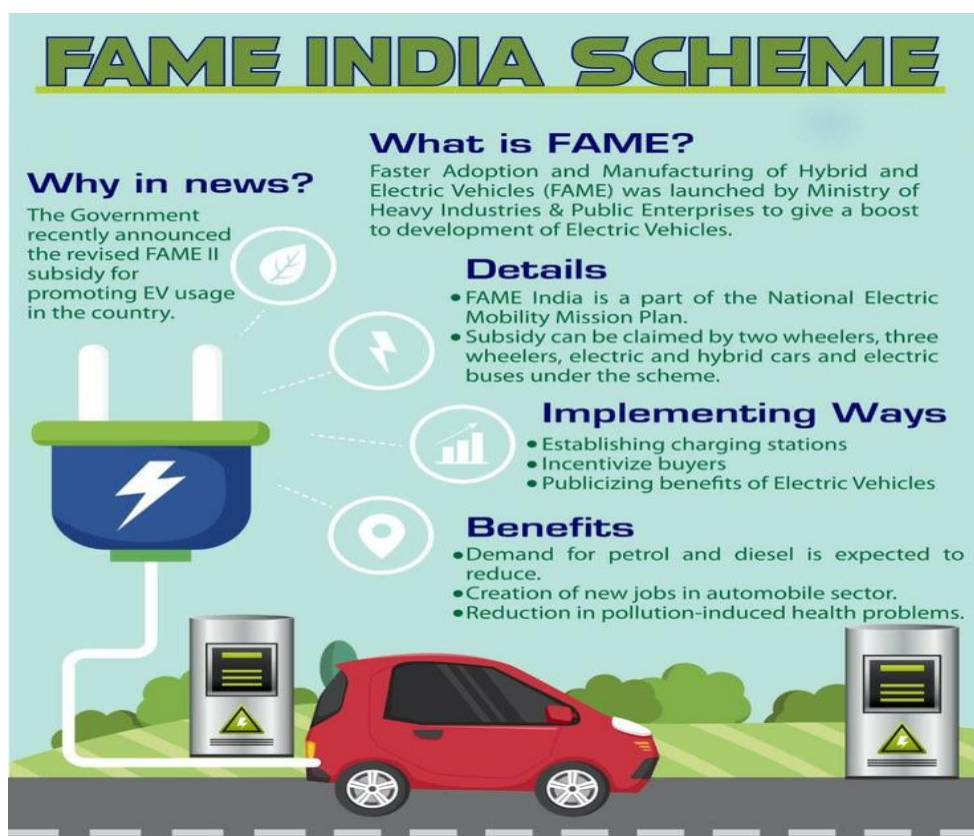 FAME INDIA SCHEME
What is FAME?
Faster Adoption and Manufacturing of Hybrid and
Electric Vehicles (FAME) was launched by Ministry of
Heavy Industries & Public Enterprises to give a boost
to development of Electric Vehicles.
Why in news?
The Government
recently announced
the revised FAME II
subsidy for
promoting EV usage
in the country.
Details
• FAME India is a part of the National Electric
Mobility Mission Plan.
• Subsidy can be claimed by two wheelers, three
wheelers, electric and hybrid cars and electric
buses under the scheme.
Implementing Ways
• Establishing charging stations
• Incentivize buyers
• Publicizing benefits of Electric Vehicles
Benefits
• Demand for petrol and diesel is expected to
reduce.
• Creation of new jobs in automobile sector.
• Reduction in pollution-induced health problems.